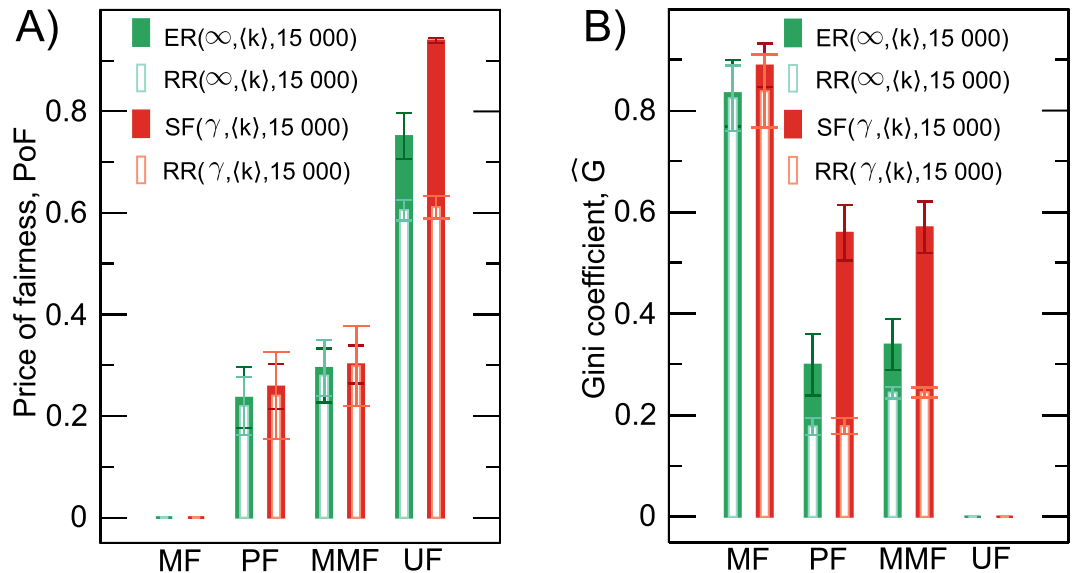 A)
ER(∞,⟨k⟩,15 000)
RR(∞,⟨k⟩,15 000)
SF(γ,⟨k⟩,15 000)
RR(γ,⟨k⟩,15 000)
Price of fairness, PoF
0.8
0.6
0.4
0.2
0
MF PF MMF UF
B)
ER(∞,⟨k⟩,15 000)
RR(∞,⟨k⟩,15 000)
SF(γ,⟨k⟩,15 000)
RR(γ,⟨k⟩,15 000)
Gini coefficient, Ĝ
0.8
0.6
0.4
0.2
0
MF PF MMF UF